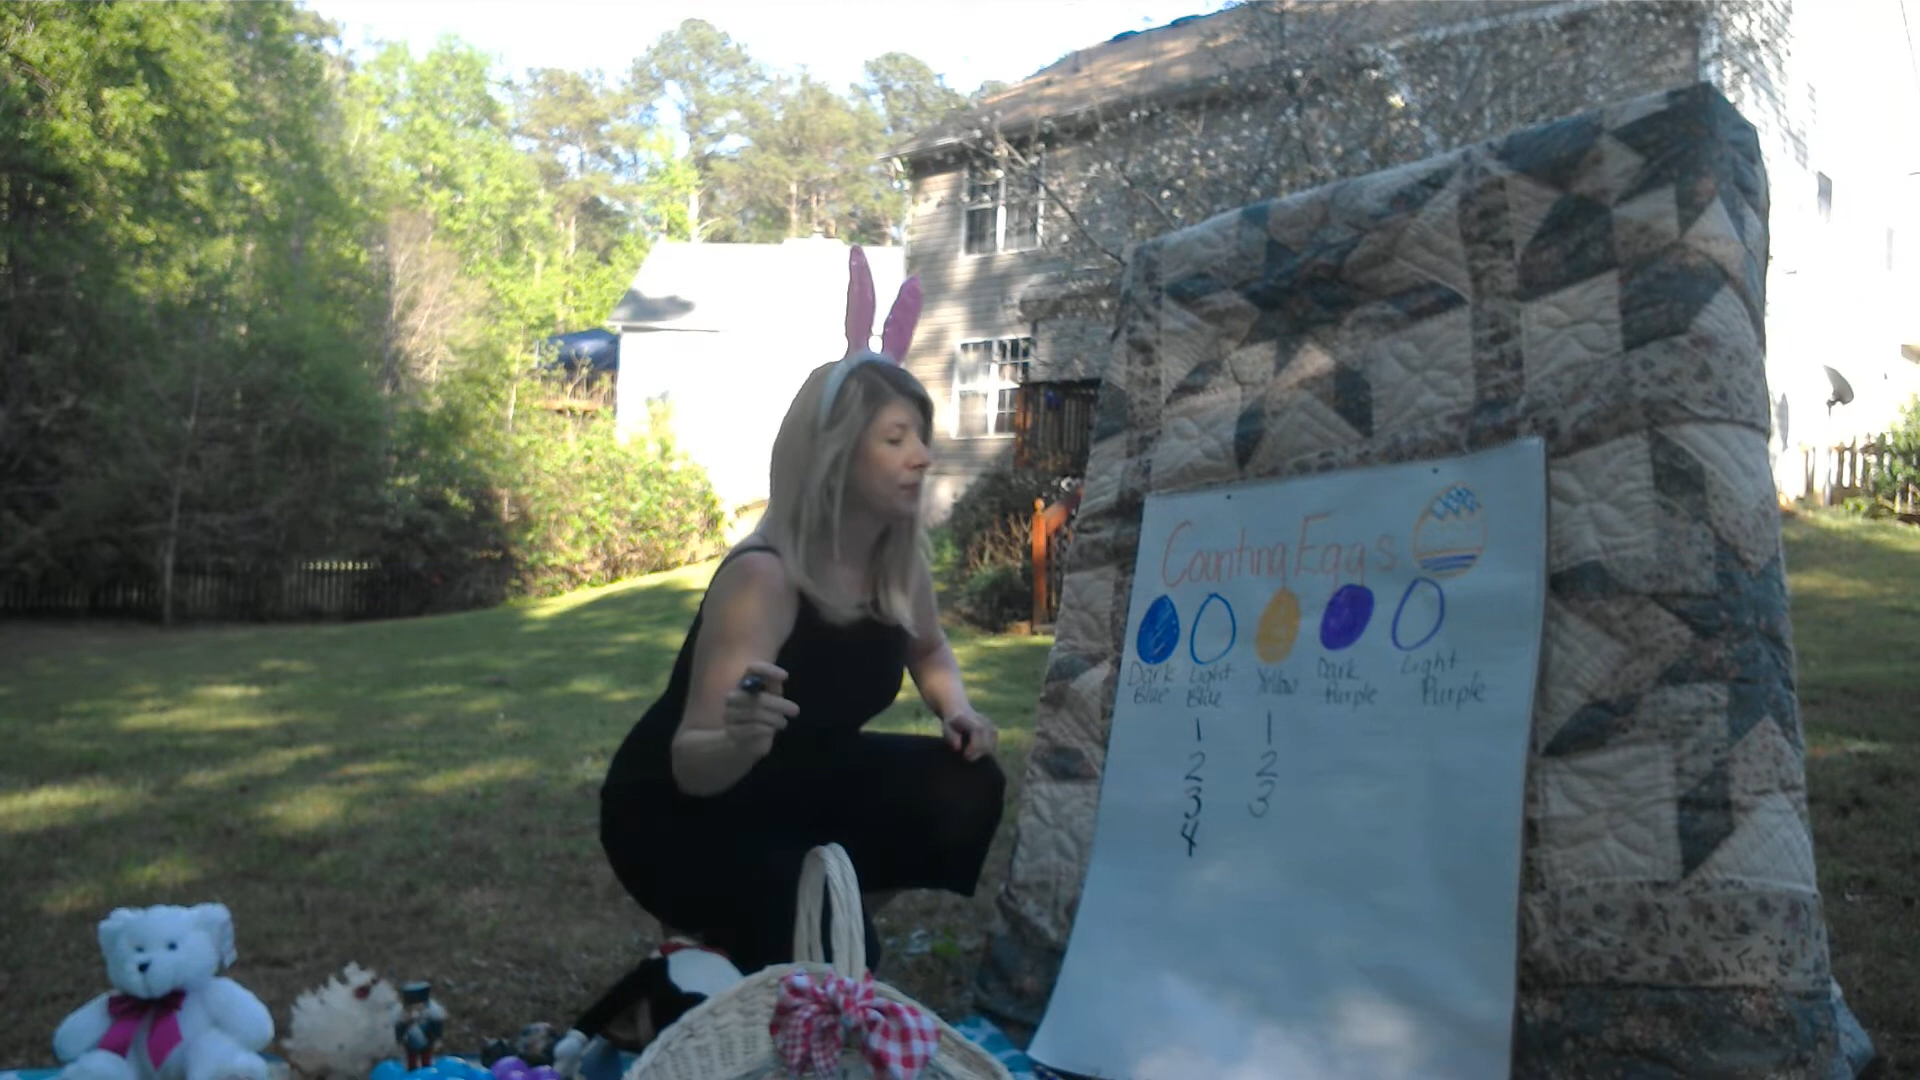 Counting Eggs
Dark Light Yellow Dark Light
Blue Blue Purple Purple
1 1
2 2
3 3
4